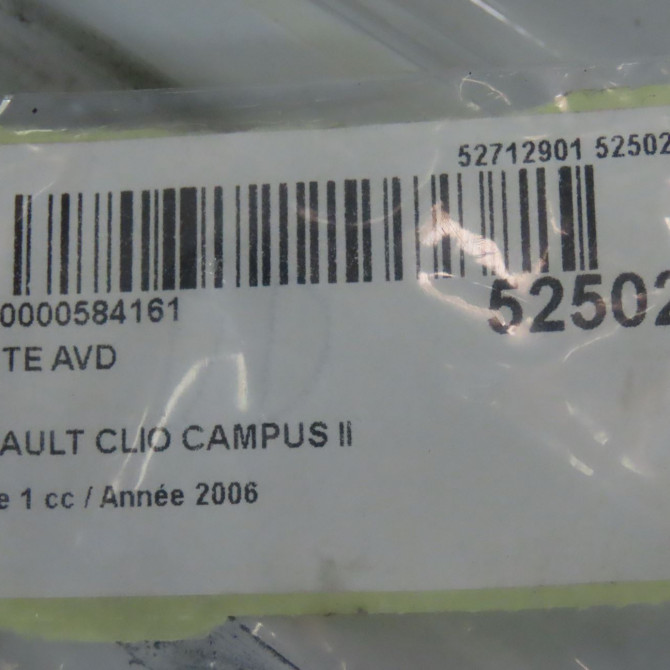 52712901 52502
0000584161
52502
TE AVD
AULT CLIO CAMPUS II
e 1 cc / Année 2006